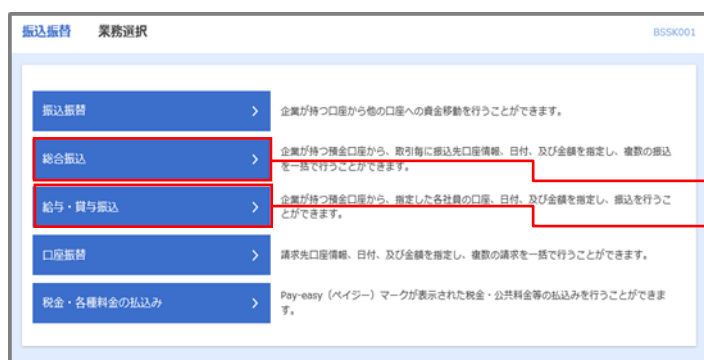 振込振替 業務選択 BSSK001
振込振替 企業が持つ口座から他の口座への資金移動を行うことができます。
総合振込 企業が持つ預金口座から、取引毎に振込先口座情報、日付、及び金額を指定し、複数の振込
を一括で行うことができます。
給与・賞与振込 企業が持つ預金口座から、指定した各社員の口座、日付、及び金額を指定し、振込を行うこ
とができます。
口座振替 請求先口座情報、日付、及び金額を指定し、複数の請求を一括で行うことができます。
税金・各種料金の払込み Pay-easy（ペイジー）マークが表示された税金・公共料金等の払込みを行うことができま
す。